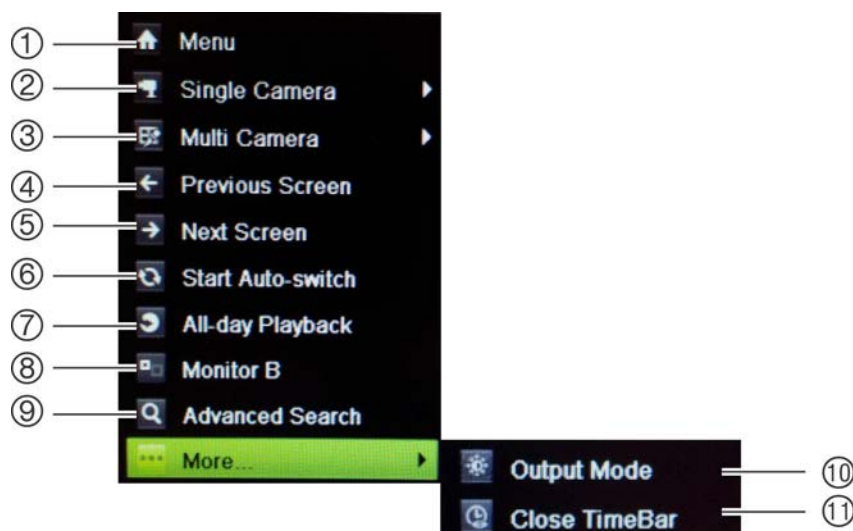 ① Menu
② Single Camera
③ Multi Camera
④ Previous Screen
⑤ Next Screen
⑥ Start Auto-switch
⑦ All-day Playback
⑧ Monitor B
⑨ Advanced Search
More...
Output Mode ⑩
Close TimeBar ⑪